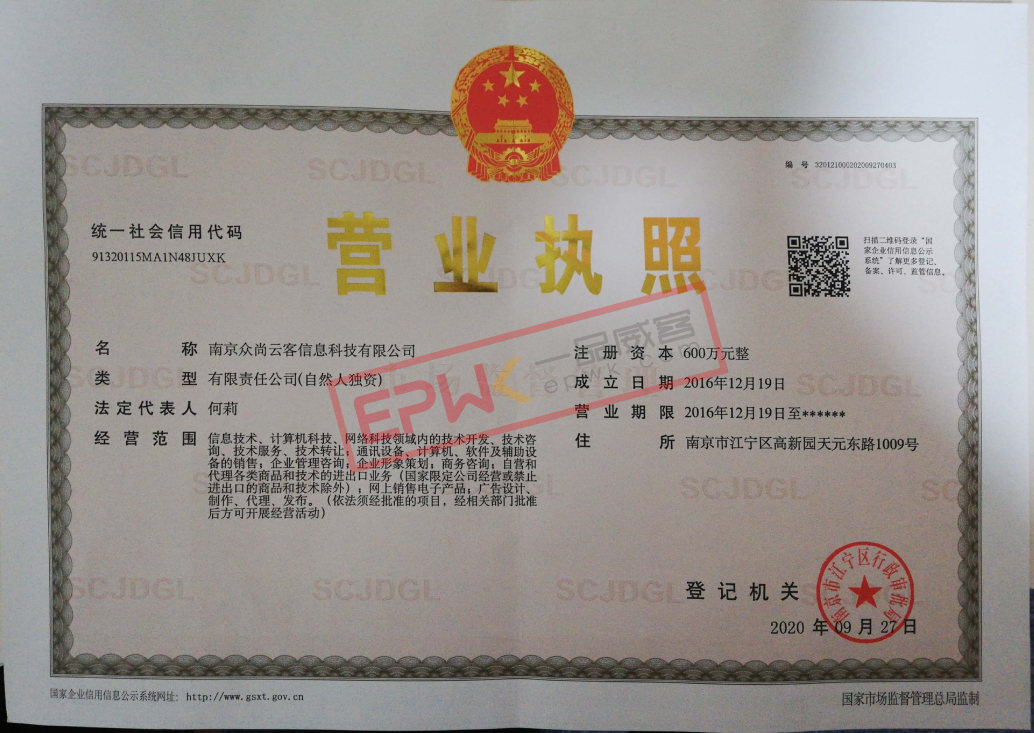 编 号 320121000202009270403
营业执照
统一社会信用代码
91320115MA1N48JUXK
扫描二维码登录“国
家企业信用信息公示
系统”了解更多登记、
备案、许可、监管信息。
名 称 南京众尚云客信息科技有限公司
类 型 有限责任公司(自然人独资)
法定代表人 何莉
经营范围 信息技术、计算机科技、网络科技领域内的技术开发、技术咨
询、技术服务、技术转让;通讯设备、计算机、软件及辅助设
备的销售;企业管理咨询;企业形象策划;商务咨询;自营和
代理各类商品和技术的进出口业务(国家限定公司经营或禁止
进出口的商品和技术除外);网上销售电子产品;广告设计、
制作、代理、发布。(依法须经批准的项目,经相关部门批准
后方可开展经营活动)
注册资本 600万元整
成立日期 2016年12月19日
营业期限 2016年12月19日至******
住 所 南京市江宁区高新园天元东路1009号
EPWK一品威客
epwk.com
登记机关
南京市江宁区行政审批局
2020 年 09 月 27 日
国家企业信用信息公示系统网址: http://www.gsxt.gov.cn
国家市场监督管理总局监制
SCJDGL
SCJDGL
SCJDGL
SCJDGL
SCJDGL
SCJDGL
SCJDGL
SCJDGL
SCJDGL
SCJDGL
SCJDGL